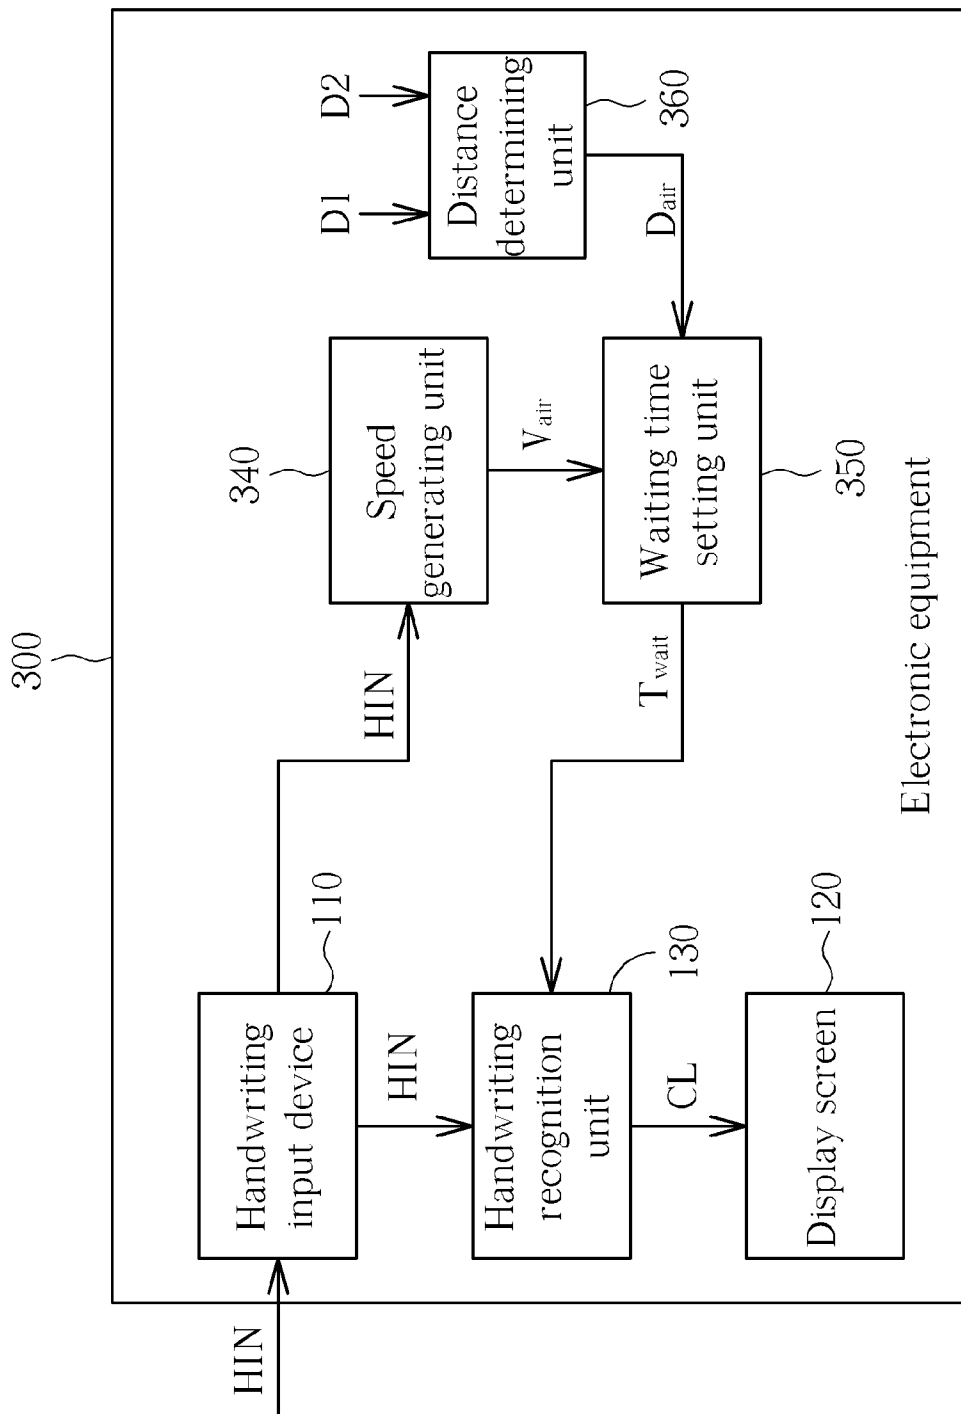 300
HIN
Handwriting
input device
110
HIN
HIN
Handwriting
recognition
unit
130
CL
Display screen
120
340
Speed
generating unit
V_air
Waiting time
setting unit
350
T_wait
D1
D2
Distance
determining
unit
360
D_air
Electronic equipment